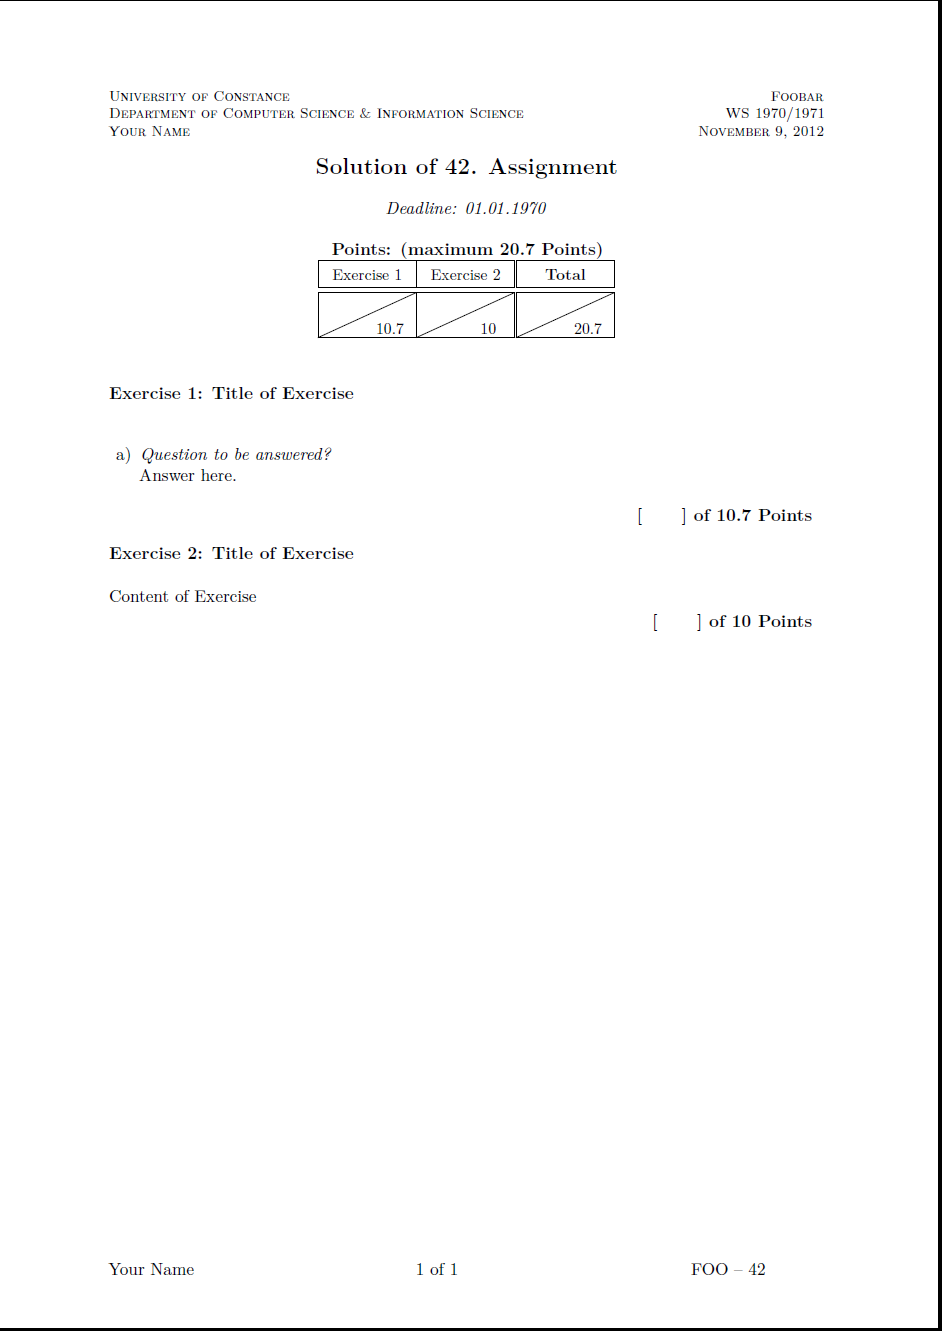 UNIVERSITY OF CONSTANCE FOOBAR
DEPARTMENT OF COMPUTER SCIENCE & INFORMATION SCIENCE WS 1970/1971
YOUR NAME NOVEMBER 9, 2012
Solution of 42. Assignment
Deadline: 01.01.1970
Points: (maximum 20.7 Points)
Exercise 1 Exercise 2 Total
10.7 10 20.7
Exercise 1: Title of Exercise
a) Question to be answered?
Answer here.
[ ] of 10.7 Points
Exercise 2: Title of Exercise
Content of Exercise
[ ] of 10 Points
Your Name 1 of 1 FOO – 42